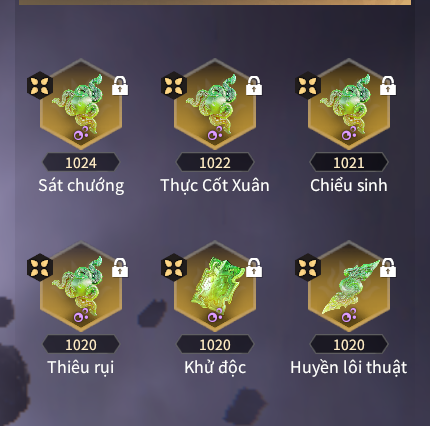 1024 1022 1021
Sát chướng Thực Cốt Xuân Chiểu sinh
1020 1020 1020
Thiêu rụi Khử độc Huyền lôi thuật